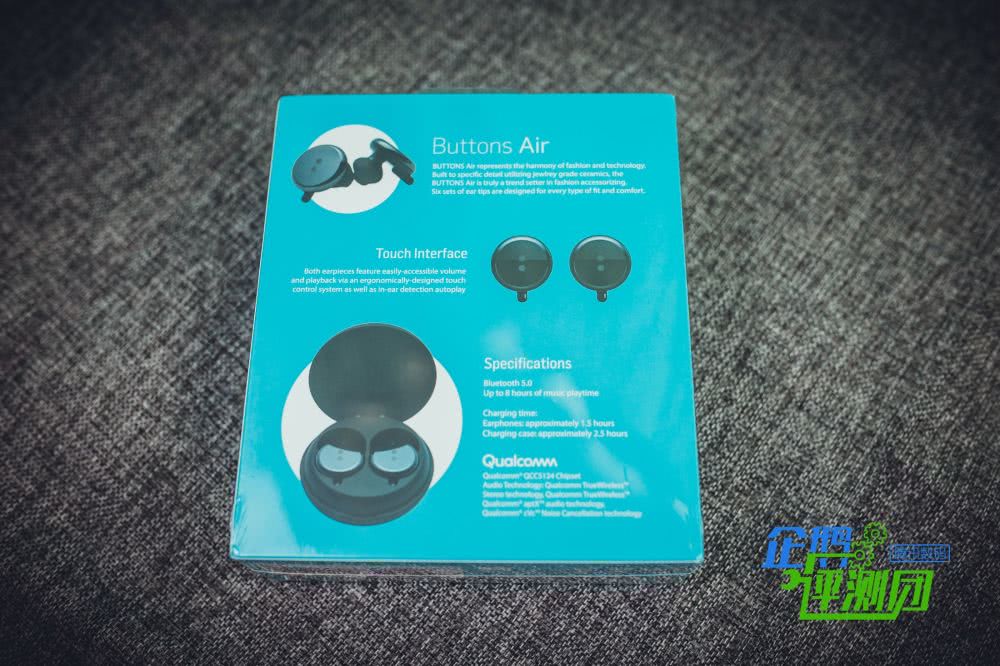 Buttons Air
BUTTONS Air represents the harmony of fashion and technology.
Built to specific detail utilizing jewlrey grade ceramics, the
BUTTONS Air is truly a trend setter in fashion accessorizing.
Six sets of ear tips are designed for every type of fit and comfort.
Touch Interface
Both earpieces feature easily-accessible volume
and playback via an ergonomically-designed touch
control system as well as in-ear detection autoplay
Specifications
Bluetooth 5.0
Up to 8 hours of music playtime
Charging time:
Earphones: approximately 1.5 hours
Charging case: approximately 2.5 hours
Qualcomm
Qualcomm® QCC5124 Chipset
Audio Technology: Qualcomm TrueWireless™
Stereo technology, Qualcomm TrueWireless™
Qualcomm® aptX™ audio technology,
Qualcomm® cVc™ Noise Cancellation technology
企鹅
腾讯数码
评测团